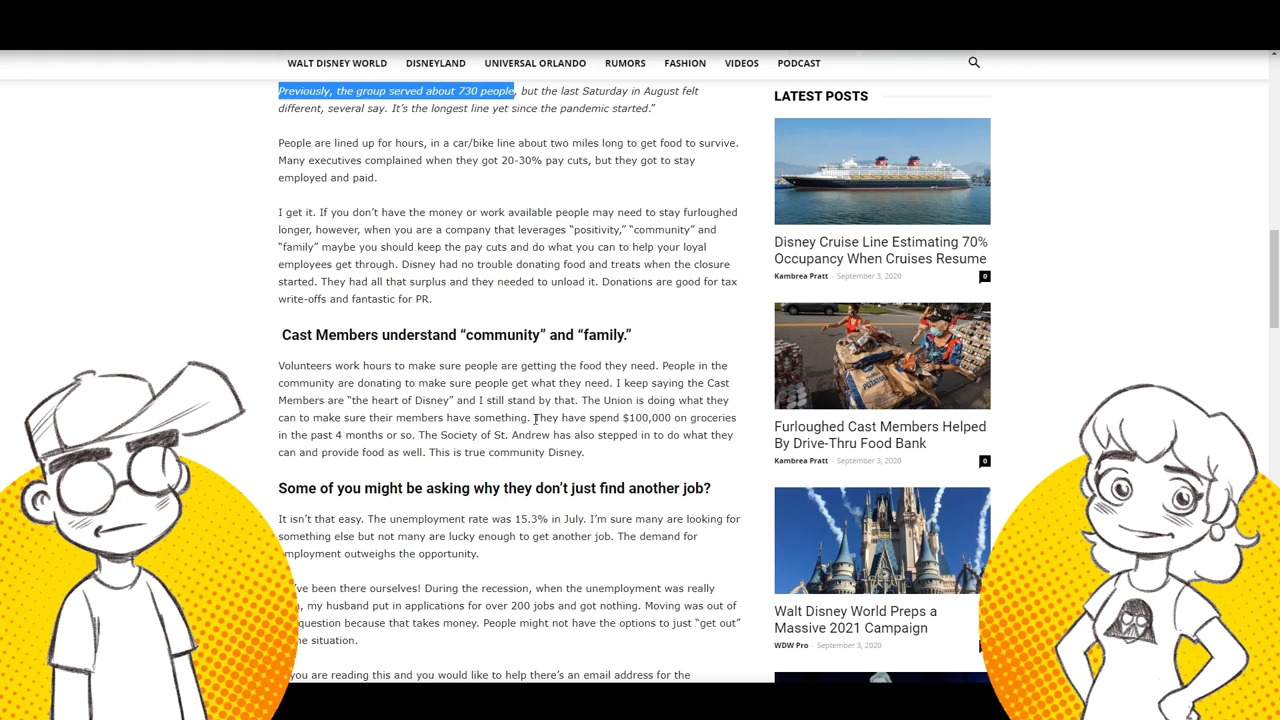 WALT DISNEY WORLD DISNEYLAND UNIVERSAL ORLANDO RUMORS FASHION VIDEOS PODCAST
Previously, the group served about 730 people, but the last Saturday in August felt
different, several say. It's the longest line yet since the pandemic started."
People are lined up for hours, in a car/bike line about two miles long to get food to survive.
Many executives complained when they got 20-30% pay cuts, but they got to stay
employed and paid.
I get it. If you don't have the money or work available people may need to stay furloughed
longer, however, when you are a company that leverages "positivity," "community" and
"family" maybe you should keep the pay cuts and do what you can to help your loyal
employees get through. Disney had no trouble donating food and treats when the closure
started. They had all that surplus and they needed to unload it. Donations are good for tax
write-offs and fantastic for PR.
Cast Members understand "community" and "family."
Volunteers work hours to make sure people are getting the food they need. People in the
community are donating to make sure people get what they need. I keep saying the Cast
Members are "the heart of Disney" and I still stand by that. The Union is doing what they
can to make sure their members have something. They have spend $100,000 on groceries
in the past 4 months or so. The Society of St. Andrew has also stepped in to do what they
can and provide food as well. This is true community Disney.
Some of you might be asking why they don't just find another job?
It isn't that easy. The unemployment rate was 15.3% in July. I'm sure many are looking for
something else but not many are lucky enough to get another job. The demand for
employment outweighs the opportunity.
've been there ourselves! During the recession, when the unemployment was really
, my husband put in applications for over 200 jobs and got nothing. Moving was out of
question because that takes money. People might not have the options to just "get out"
situation.
you are reading this and you would like to help there's an email address for the
LATEST POSTS
Disney Cruise Line Estimating 70%
Occupancy When Cruises Resume
Kambrea Pratt - September 3, 2020 0
POTATO
Furloughed Cast Members Helped
By Drive-Thru Food Bank
Kambrea Pratt - September 3, 2020 0
Walt Disney World Preps a
Massive 2021 Campaign
WDW Pro - September 3, 2020